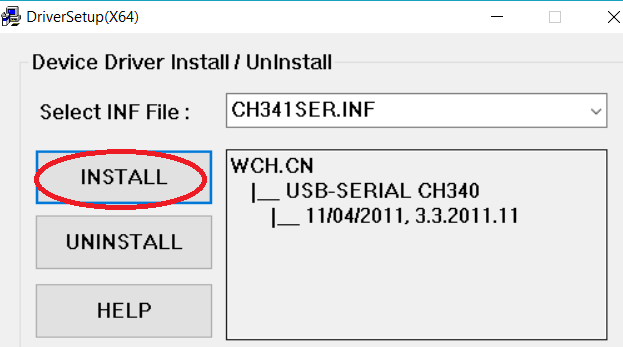 DriverSetup(X64)
Device Driver Install / UnInstall
Select INF File :
CH341SER.INF
INSTALL
UNINSTALL
HELP
WCH.CN
|__ USB-SERIAL CH340
|__ 11/04/2011, 3.3.2011.11